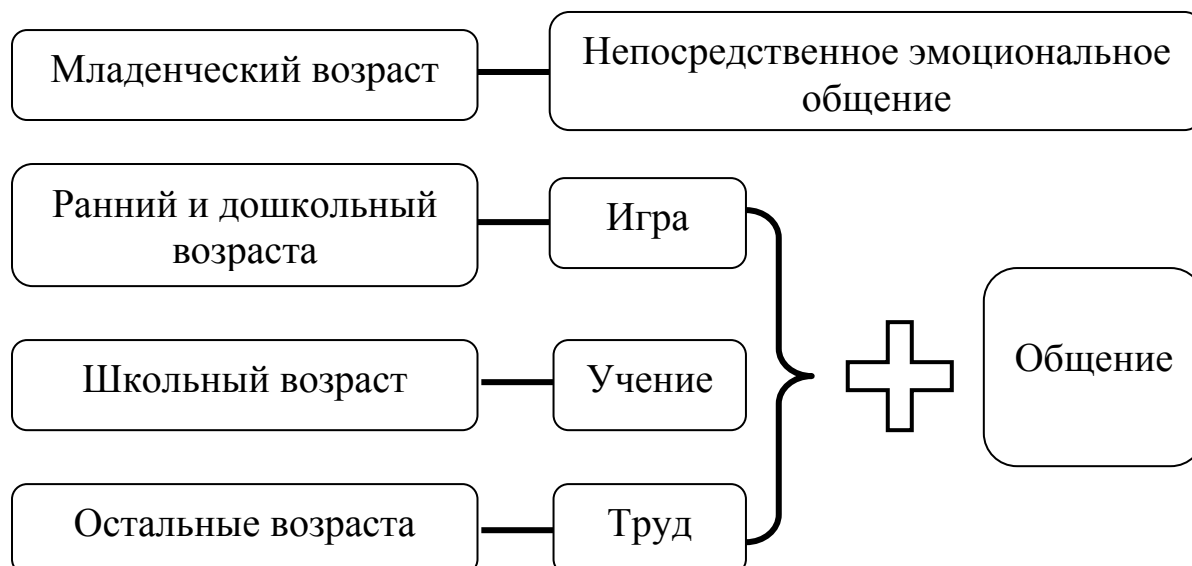 Младенческий возраст
Непосредственное эмоциональное
общение
Ранний и дошкольный
возраста
Игра
Школьный возраст
Учение
Общение
Остальные возраста
Труд